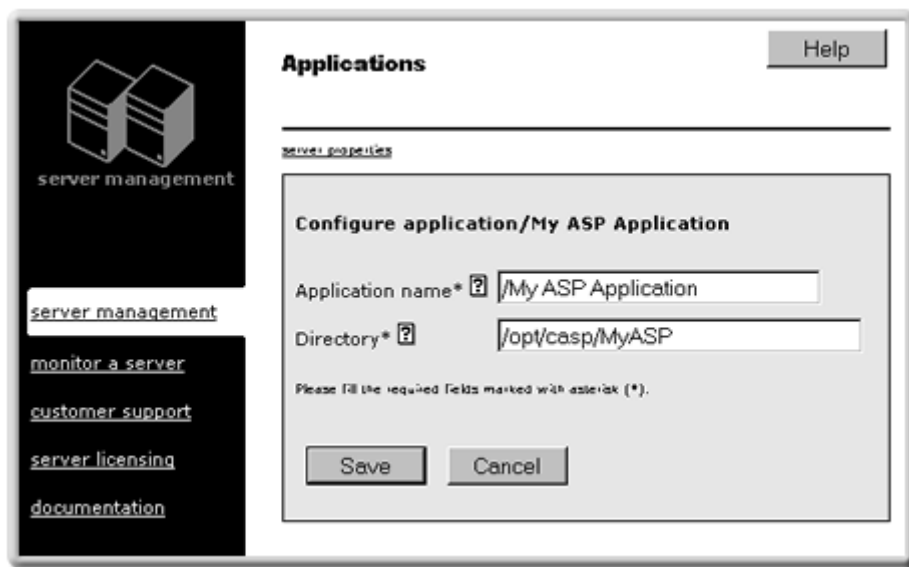 server management
server management
monitor a server
customer support
server licensing
documentation
Applications
Help
server properties
Configure application/My ASP Application
Application name* ? /My ASP Application
Directory* ? /opt/casp/MyASP
Please fill the required fields marked with asterisk (*).
Save Cancel